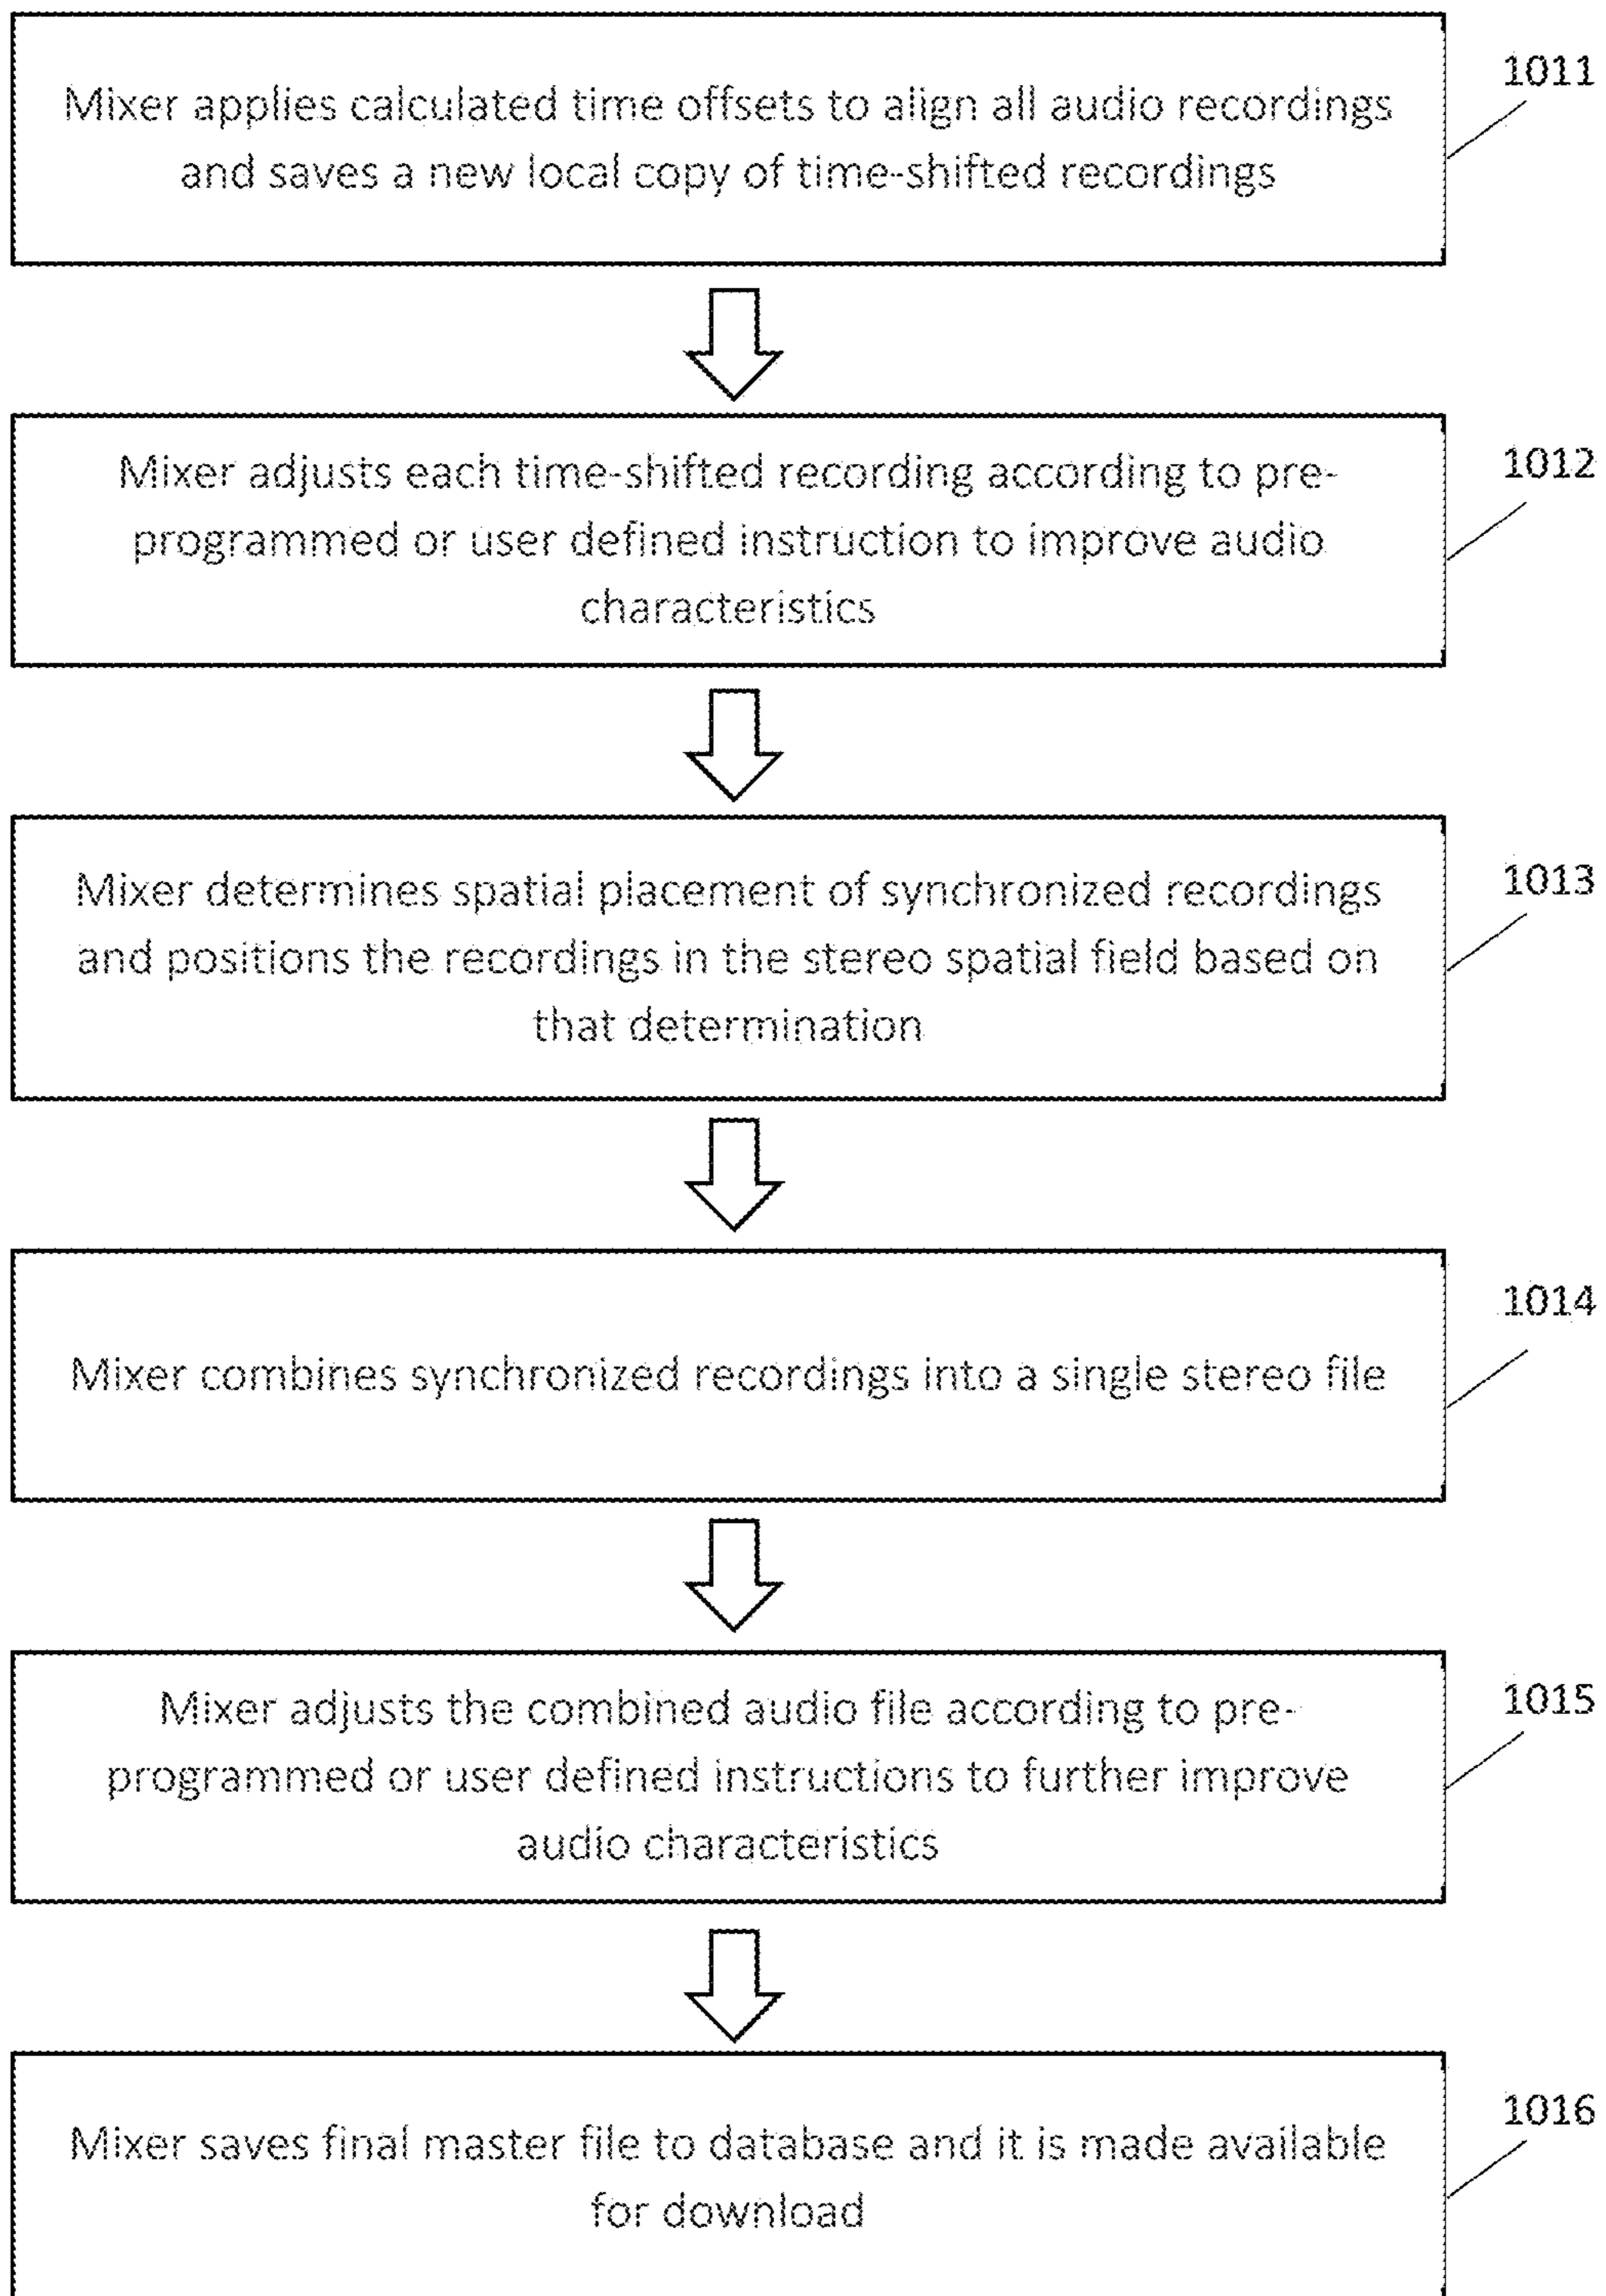 Mixer applies calculated time offsets to align all audio recordings
and saves a new local copy of time-shifted recordings
1011
Mixer adjusts each time-shifted recording according to pre-
programmed or user defined instruction to improve audio
characteristics
1012
Mixer determines spatial placement of synchronized recordings
and positions the recordings in the stereo spatial field based on
that determination
1013
Mixer combines synchronized recordings into a single stereo file
1014
Mixer adjusts the combined audio file according to pre-
programmed or user defined instructions to further improve
audio characteristics
1015
Mixer saves final master file to database and it is made available
for download
1016